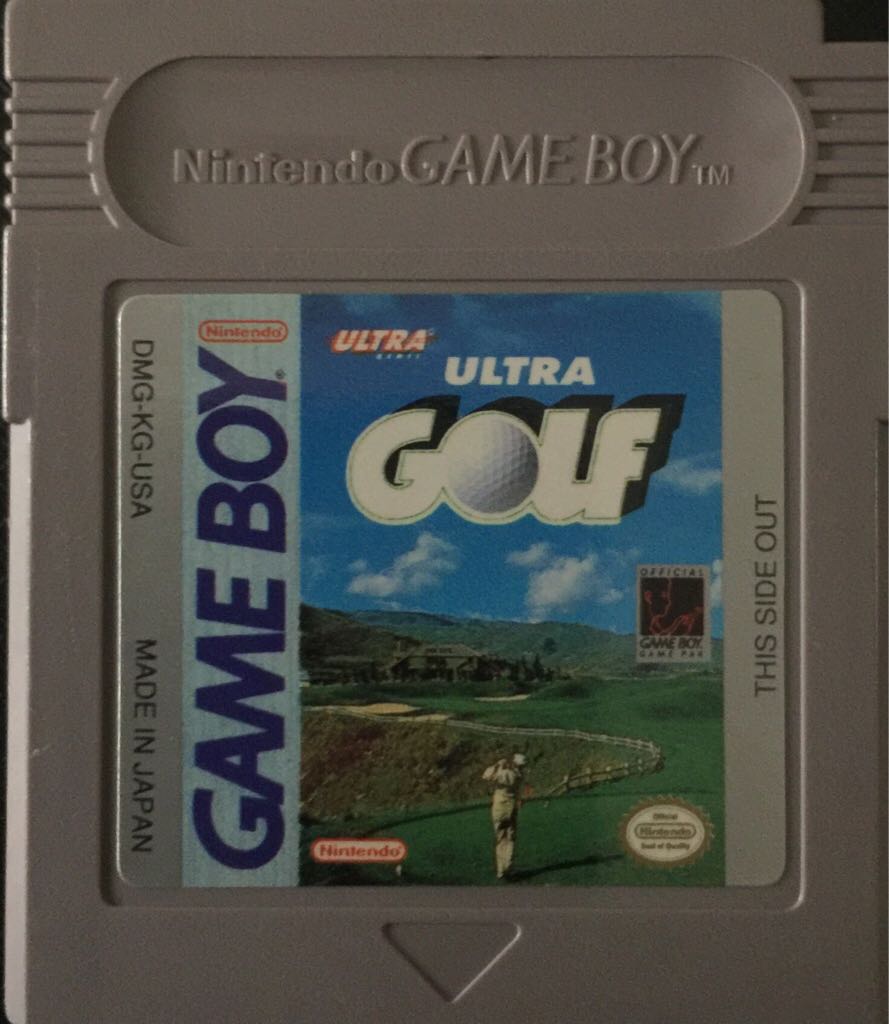 Nintendo GAME BOY TM
DMG-KG-USA
MADE IN JAPAN
Nintendo®
GAME BOY®
ULTRA
GAMES
ULTRA
GOLF
OFFICIAL
GAME BOY
GAME PAK
Nintendo®
Official
Nintendo
Seal of Quality
THIS SIDE OUT